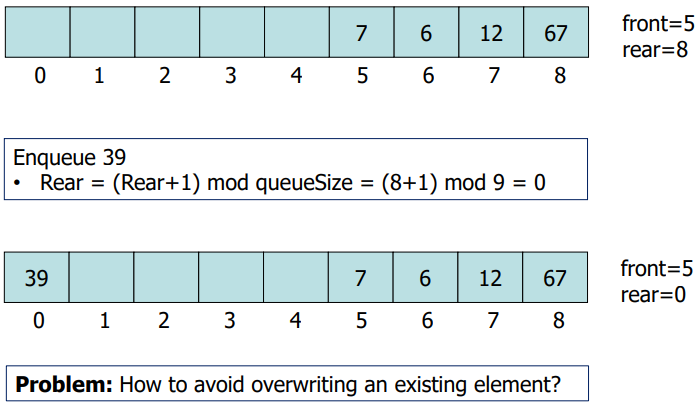 7 6 12 67
front=5
rear=8
0 1 2 3 4 5 6 7 8
Enqueue 39
• Rear = (Rear+1) mod queueSize = (8+1) mod 9 = 0
39 7 6 12 67
front=5
rear=0
0 1 2 3 4 5 6 7 8
Problem: How to avoid overwriting an existing element?